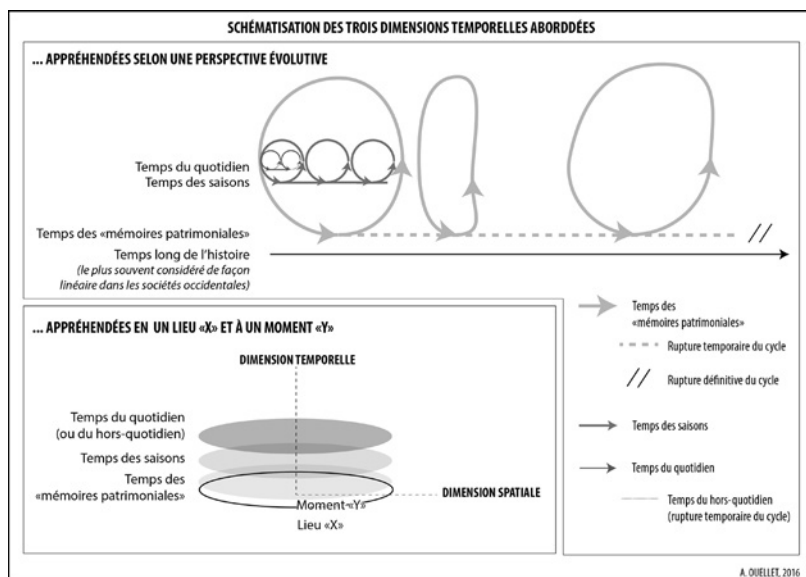 SCHÉMATISATION DES TROIS DIMENSIONS TEMPORELLES ABORDDÉES
... APPRÉHENDÉES SELON UNE PERSPECTIVE ÉVOLUTIVE
Temps du quotidien
Temps des saisons
Temps des «mémoires patrimoniales»
Temps long de l'histoire
(le plus souvent considéré de façon
linéaire dans les sociétés occidentales)
... APPRÉHENDÉES EN UN LIEU «X» ET À UN MOMENT «Y»
DIMENSION TEMPORELLE
Temps du quotidien
(ou du hors-quotidien)
Temps des saisons
Temps des
«mémoires patrimoniales»
DIMENSION SPATIALE
Moment «Y»
Lieu «X»
Temps des
«mémoires patrimoniales»
Rupture temporaire du cycle
Rupture définitive du cycle
Temps des saisons
Temps du quotidien
Temps du hors-quotidien
(rupture temporaire du cycle)
A. OUELLET, 2016